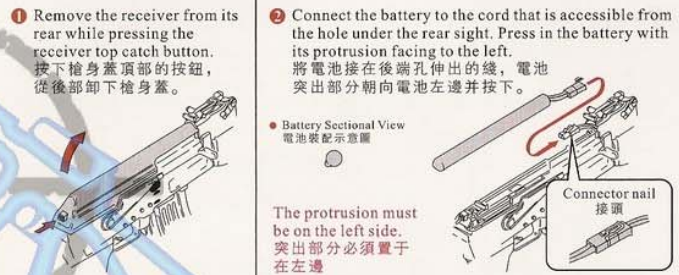 ❶ Remove the receiver from its
rear while pressing the
receiver top catch button.
按下槍身蓋頂部的按鈕，
從後部卸下槍身蓋。
❷ Connect the battery to the cord that is accessible from
the hole under the rear sight. Press in the battery with
its protrusion facing to the left.
將電池接在後端孔伸出的綫，電池
突出部分朝向電池左邊并按下。
● Battery Sectional View
電池裝配示意圖
The protrusion must
be on the left side.
突出部分必須置于
在左邊
Connector nail
接頭